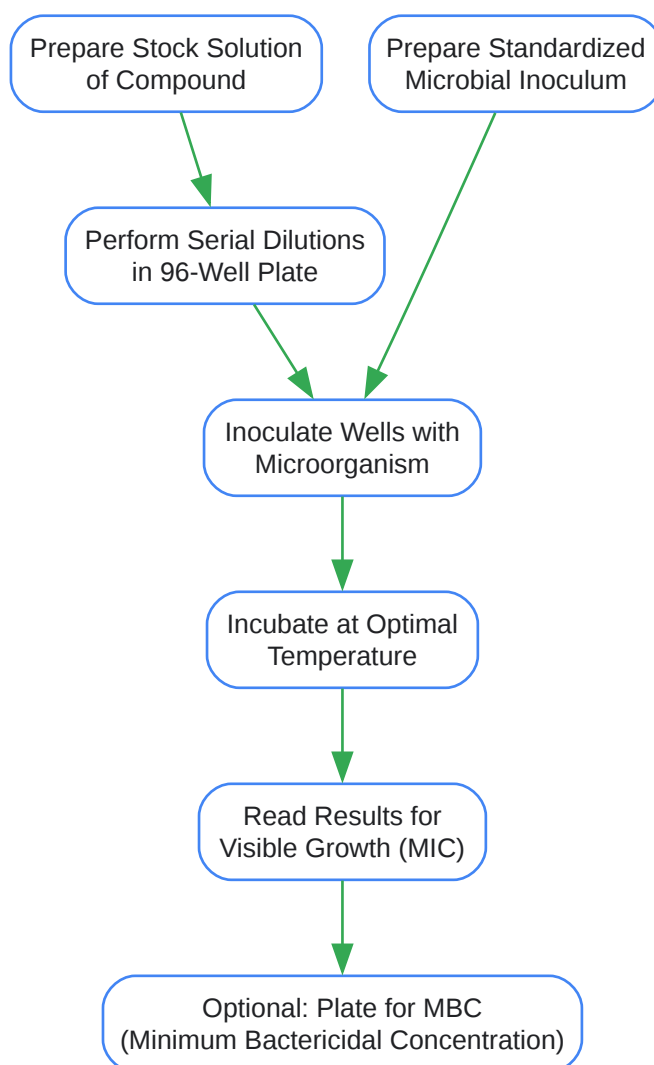 Prepare Stock Solution
of Compound
Prepare Standardized
Microbial Inoculum
Perform Serial Dilutions
in 96-Well Plate
Inoculate Wells with
Microorganism
Incubate at Optimal
Temperature
Read Results for
Visible Growth (MIC)
Optional: Plate for MBC
(Minimum Bactericidal Concentration)